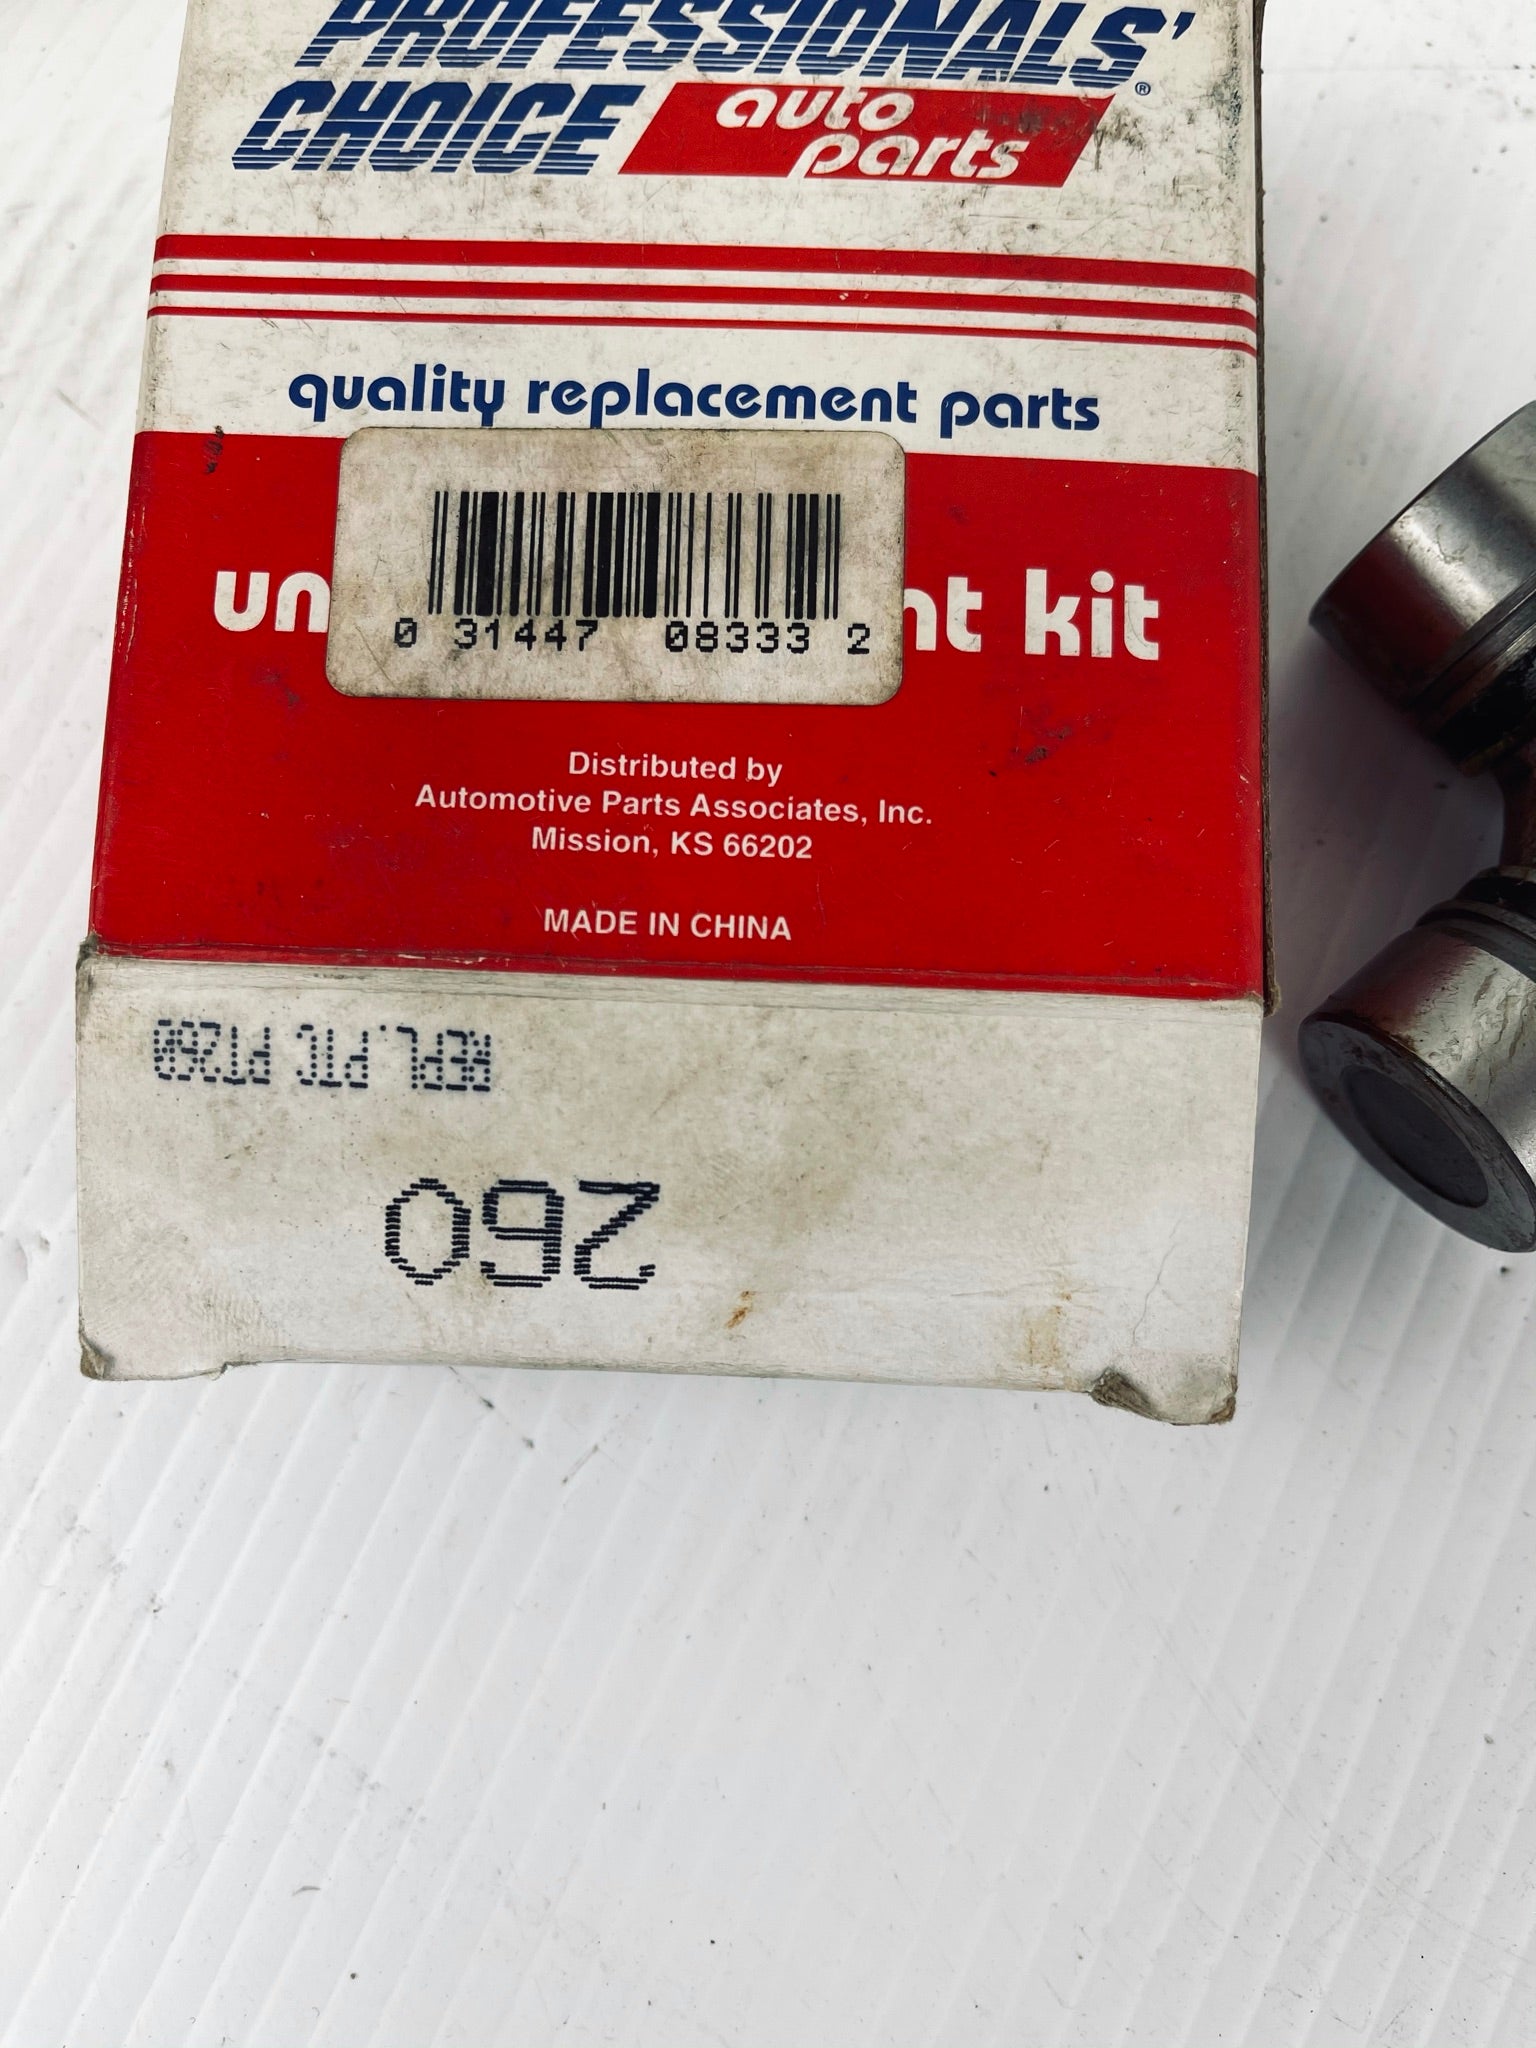 PROFESSIONALS'
CHOICE auto parts ®
quality replacement parts
un nt kit
0 31447 08333 2
Distributed by
Automotive Parts Associates, Inc.
Mission, KS 66202
MADE IN CHINA
REPL.PTC PT260
260